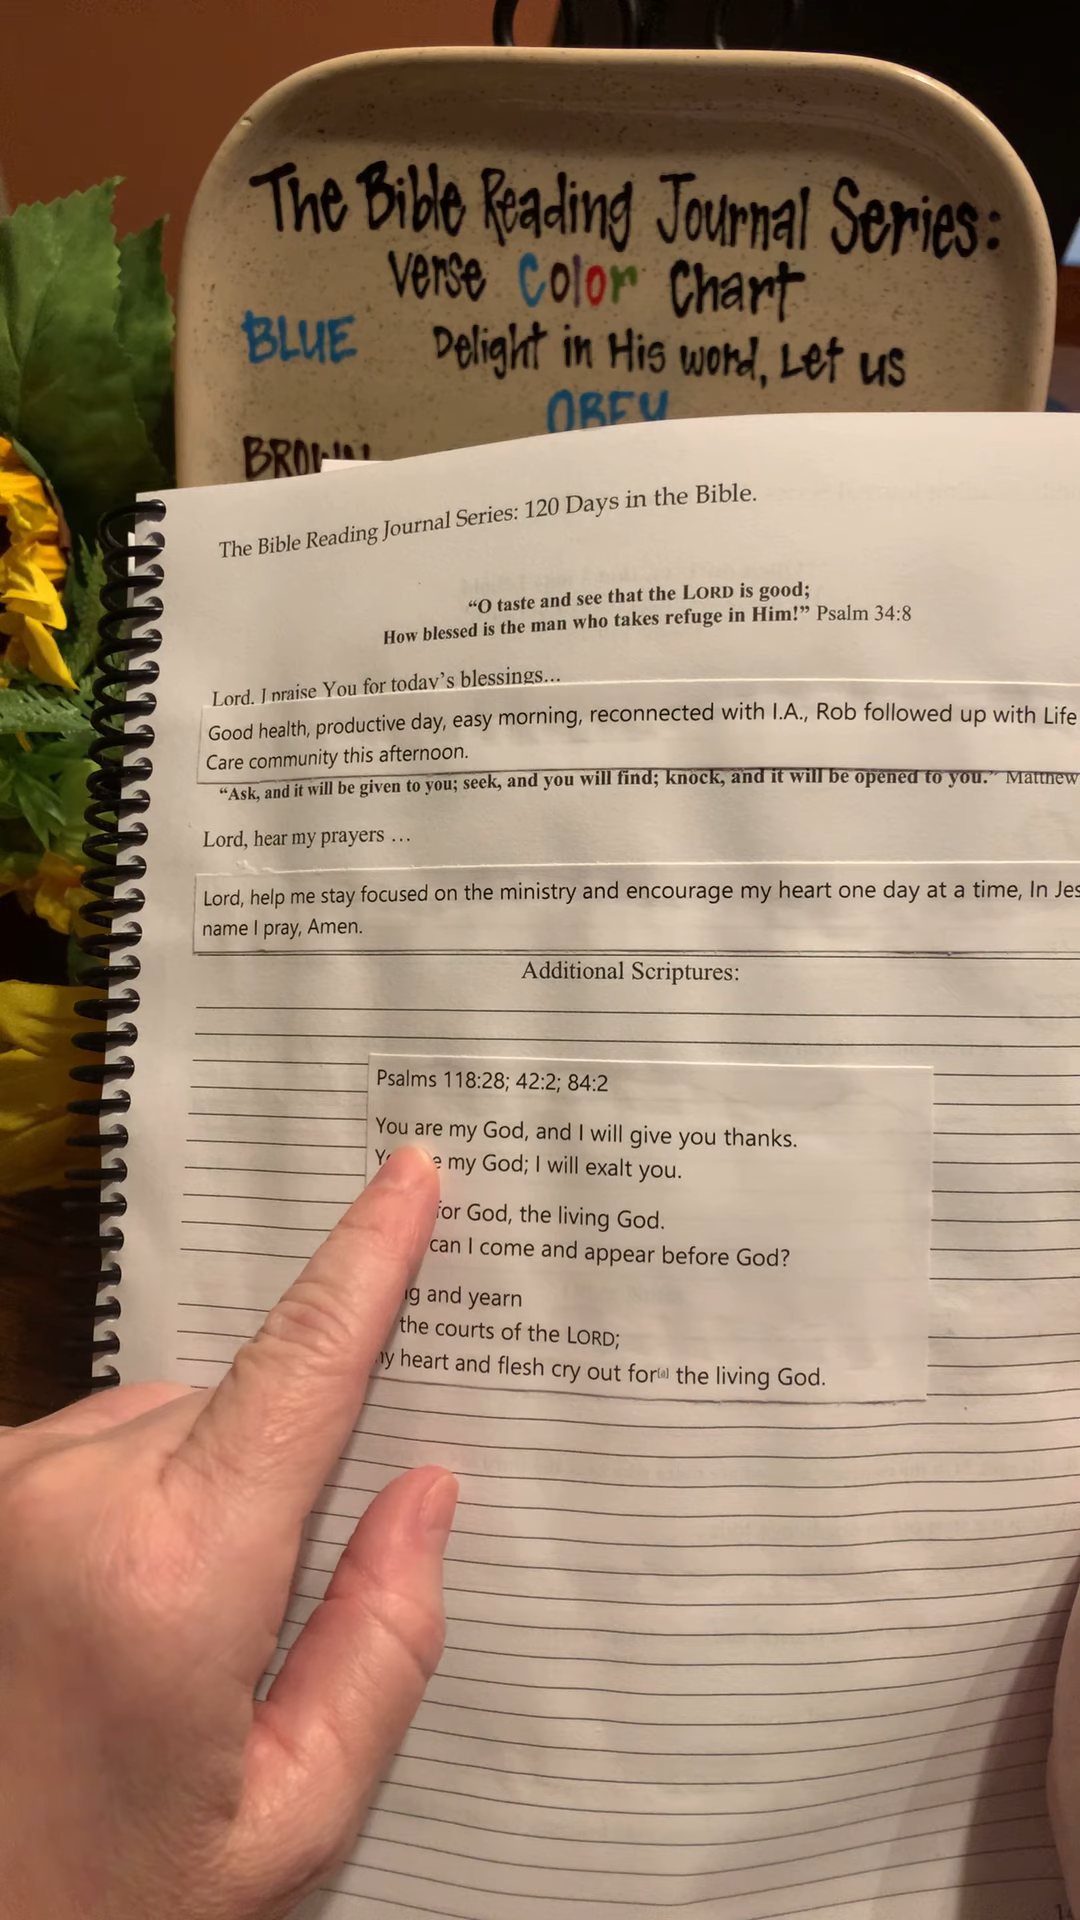 The Bible Reading Journal Series:
Verse Color Chart
BLUE Delight in His word, Let us
OBEY
BROWN
The Bible Reading Journal Series: 120 Days in the Bible.
“O taste and see that the LORD is good;
How blessed is the man who takes refuge in Him!” Psalm 34:8
Lord, I praise You for today’s blessings…
Good health, productive day, easy morning, reconnected with I.A., Rob followed up with Life
Care community this afternoon.
“Ask, and it will be given to you; seek, and you will find; knock, and it will be opened to you.” Matthew
Lord, hear my prayers …
Lord, help me stay focused on the ministry and encourage my heart one day at a time, In Jes
name I pray, Amen.
Additional Scriptures:
Psalms 118:28; 42:2; 84:2
You are my God, and I will give you thanks.
my God; I will exalt you.
for God, the living God.
can I come and appear before God?
and yearn
the courts of the LORD;
my heart and flesh cry out for[a] the living God.